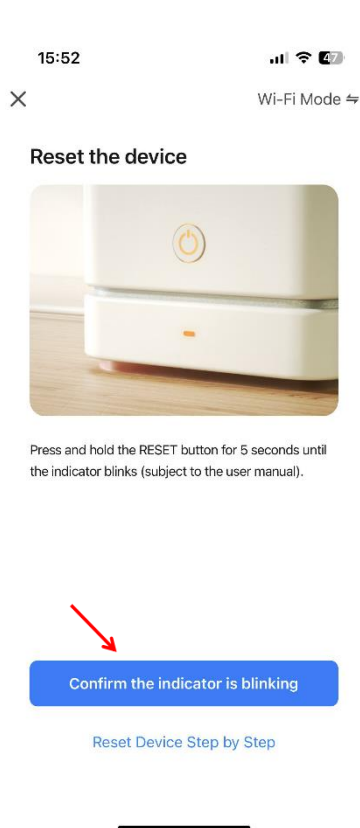 15:52
47
Wi-Fi Mode
Reset the device
Press and hold the RESET button for 5 seconds until
the indicator blinks (subject to the user manual).
Confirm the indicator is blinking
Reset Device Step by Step